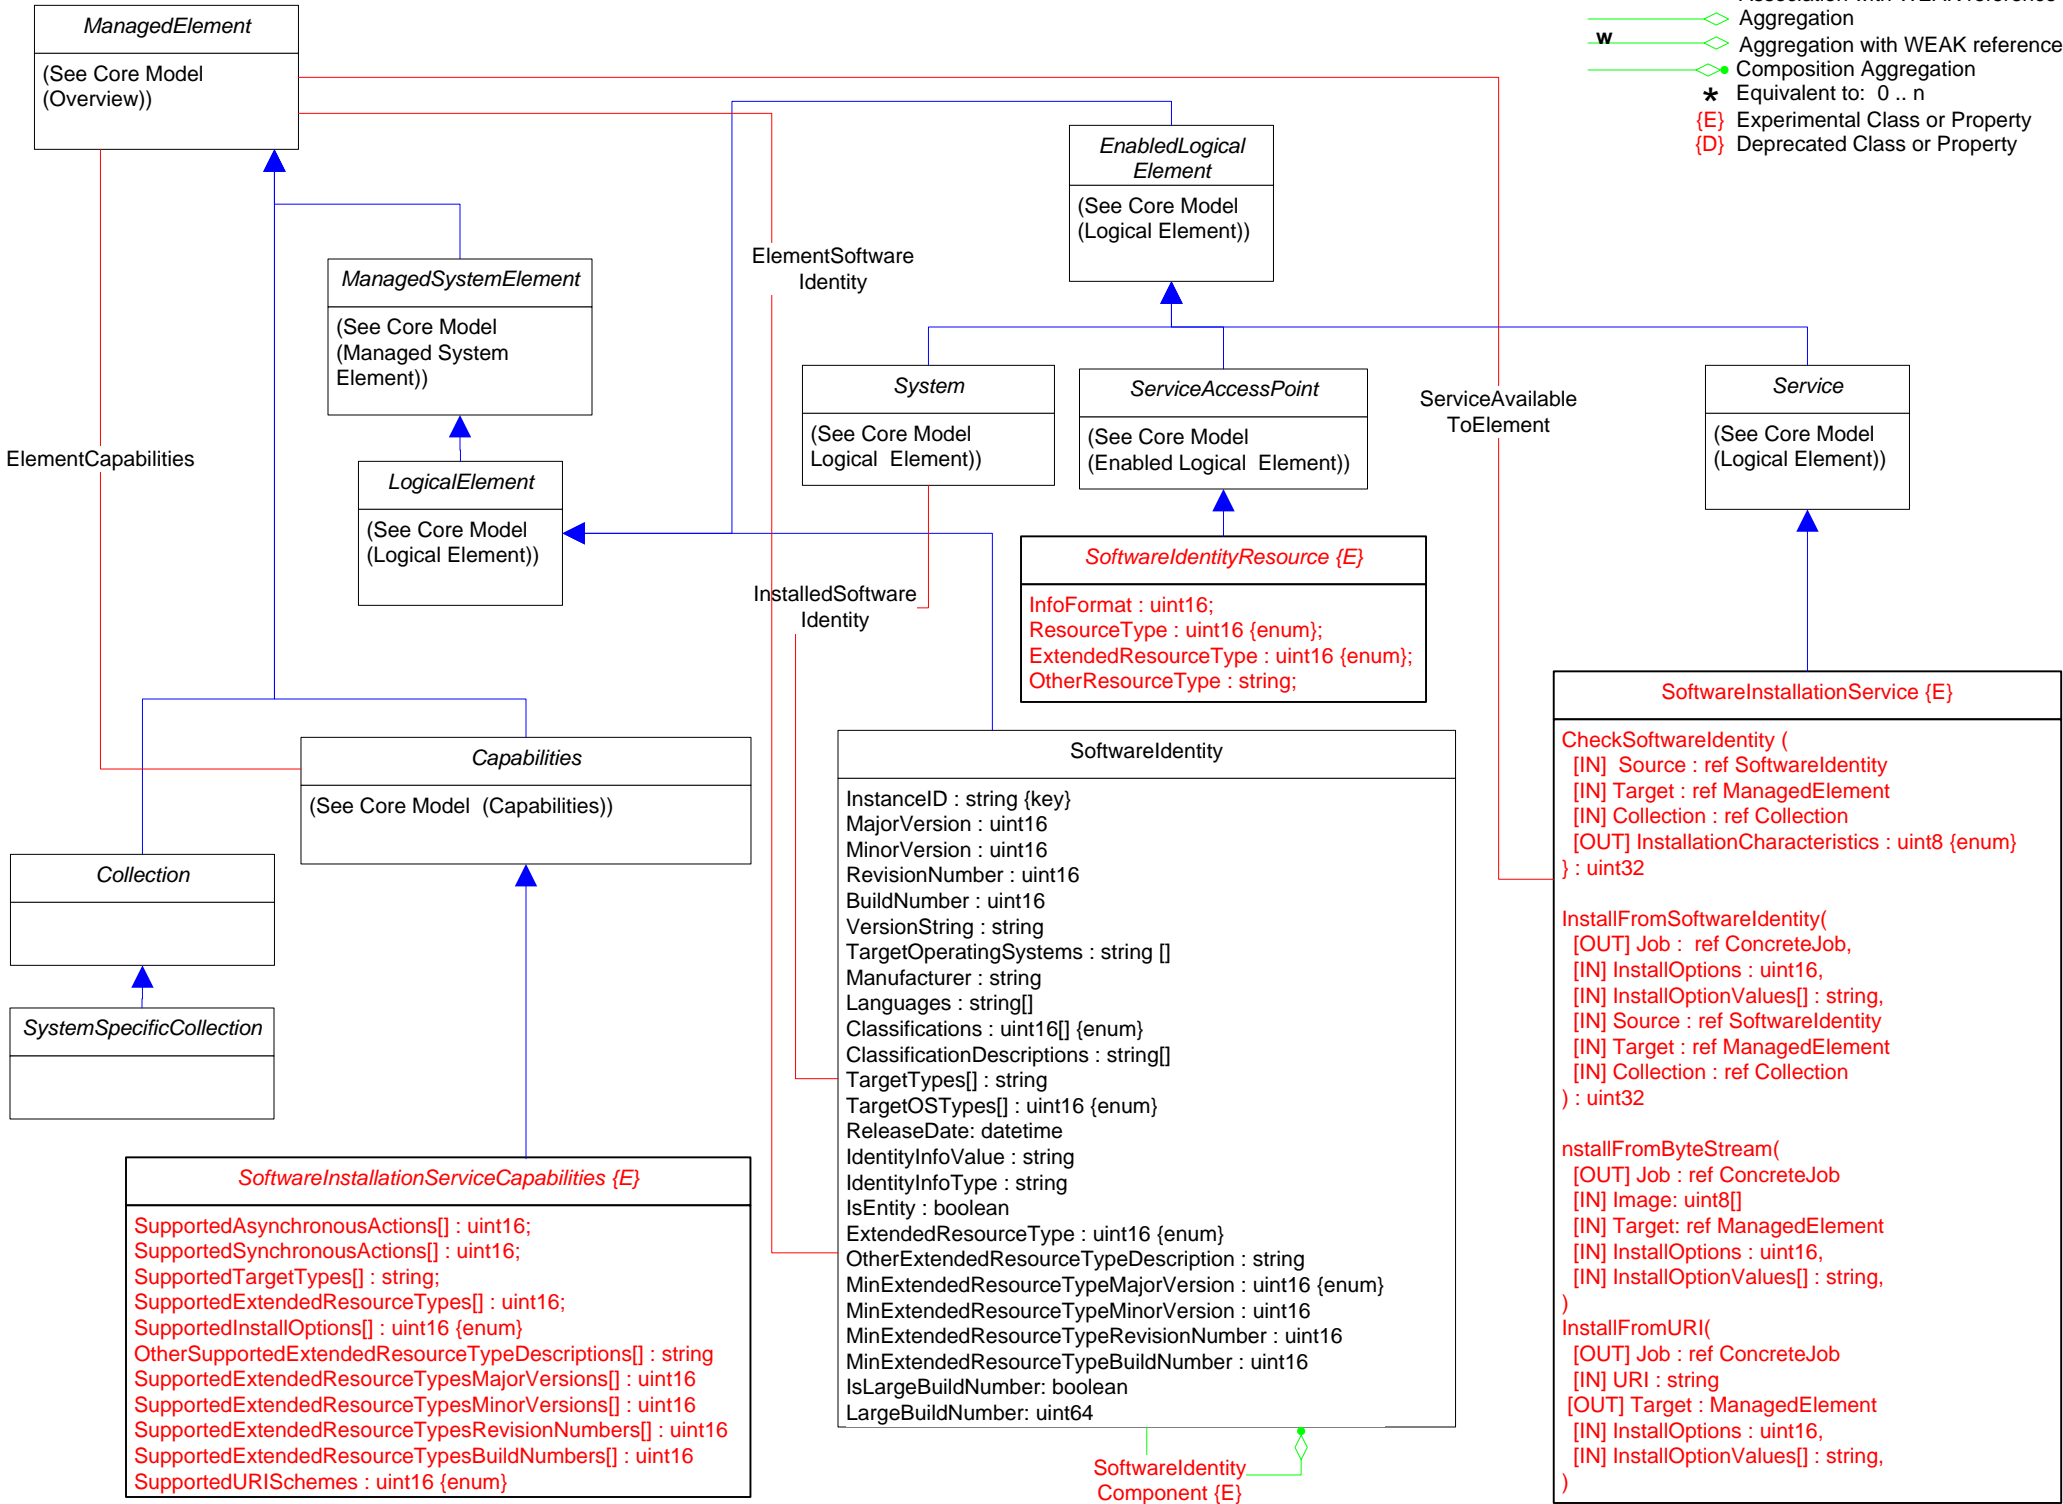 Association with WEAK reference
Aggregation
w
Aggregation with WEAK reference
Composition Aggregation
* Equivalent to: 0 .. n
{E} Experimental Class or Property
{D} Deprecated Class or Property
ManagedElement
(See Core Model
(Overview))
EnabledLogical
Element
(See Core Model
(Logical Element))
ElementSoftware
Identity
ManagedSystemElement
(See Core Model
(Managed System
Element))
System
(See Core Model
Logical Element))
ServiceAccessPoint
(See Core Model
(Enabled Logical Element))
ServiceAvailable
ToElement
Service
(See Core Model
(Logical Element))
ElementCapabilities
LogicalElement
(See Core Model
(Logical Element))
InstalledSoftware
Identity
SoftwareIdentityResource {E}
InfoFormat : uint16;
ResourceType : uint16 {enum};
ExtendedResourceType : uint16 {enum};
OtherResourceType : string;
Capabilities
(See Core Model (Capabilities))
Collection
SystemSpecificCollection
SoftwareInstallationServiceCapabilities {E}
SupportedAsynchronousActions[] : uint16;
SupportedSynchronousActions[] : uint16;
SupportedTargetTypes[] : string;
SupportedExtendedResourceTypes[] : uint16;
SupportedInstallOptions[] : uint16 {enum}
OtherSupportedExtendedResourceTypeDescriptions[] : string
SupportedExtendedResourceTypesMajorVersions[] : uint16
SupportedExtendedResourceTypesMinorVersions[] : uint16
SupportedExtendedResourceTypesRevisionNumbers[] : uint16
SupportedExtendedResourceTypesBuildNumbers[] : uint16
SupportedURISchemes : uint16 {enum}
SoftwareIdentity
InstanceID : string {key}
MajorVersion : uint16
MinorVersion : uint16
RevisionNumber : uint16
BuildNumber : uint16
VersionString : string
TargetOperatingSystems : string []
Manufacturer : string
Languages : string[]
Classifications : uint16[] {enum}
ClassificationDescriptions : string[]
TargetTypes[] : string
TargetOSTypes[] : uint16 {enum}
ReleaseDate: datetime
IdentityInfoValue : string
IdentityInfoType : string
IsEntity : boolean
ExtendedResourceType : uint16 {enum}
OtherExtendedResourceTypeDescription : string
MinExtendedResourceTypeMajorVersion : uint16 {enum}
MinExtendedResourceTypeMinorVersion : uint16
MinExtendedResourceTypeRevisionNumber : uint16
MinExtendedResourceTypeBuildNumber : uint16
IsLargeBuildNumber: boolean
LargeBuildNumber: uint64
SoftwareIdentity
Component {E}
SoftwareInstallationService {E}
CheckSoftwareIdentity (
[IN] Source : ref SoftwareIdentity
[IN] Target : ref ManagedElement
[IN] Collection : ref Collection
[OUT] InstallationCharacteristics : uint8 {enum}
} : uint32
InstallFromSoftwareIdentity(
[OUT] Job : ref ConcreteJob,
[IN] InstallOptions : uint16,
[IN] InstallOptionValues[] : string,
[IN] Source : ref SoftwareIdentity
[IN] Target : ref ManagedElement
[IN] Collection : ref Collection
) : uint32
nstallFromByteStream(
[OUT] Job : ref ConcreteJob
[IN] Image: uint8[]
[IN] Target: ref ManagedElement
[IN] InstallOptions : uint16,
[IN] InstallOptionValues[] : string,
)
InstallFromURI(
[OUT] Job : ref ConcreteJob
[IN] URI : string
[OUT] Target : ManagedElement
[IN] InstallOptions : uint16,
[IN] InstallOptionValues[] : string,
)